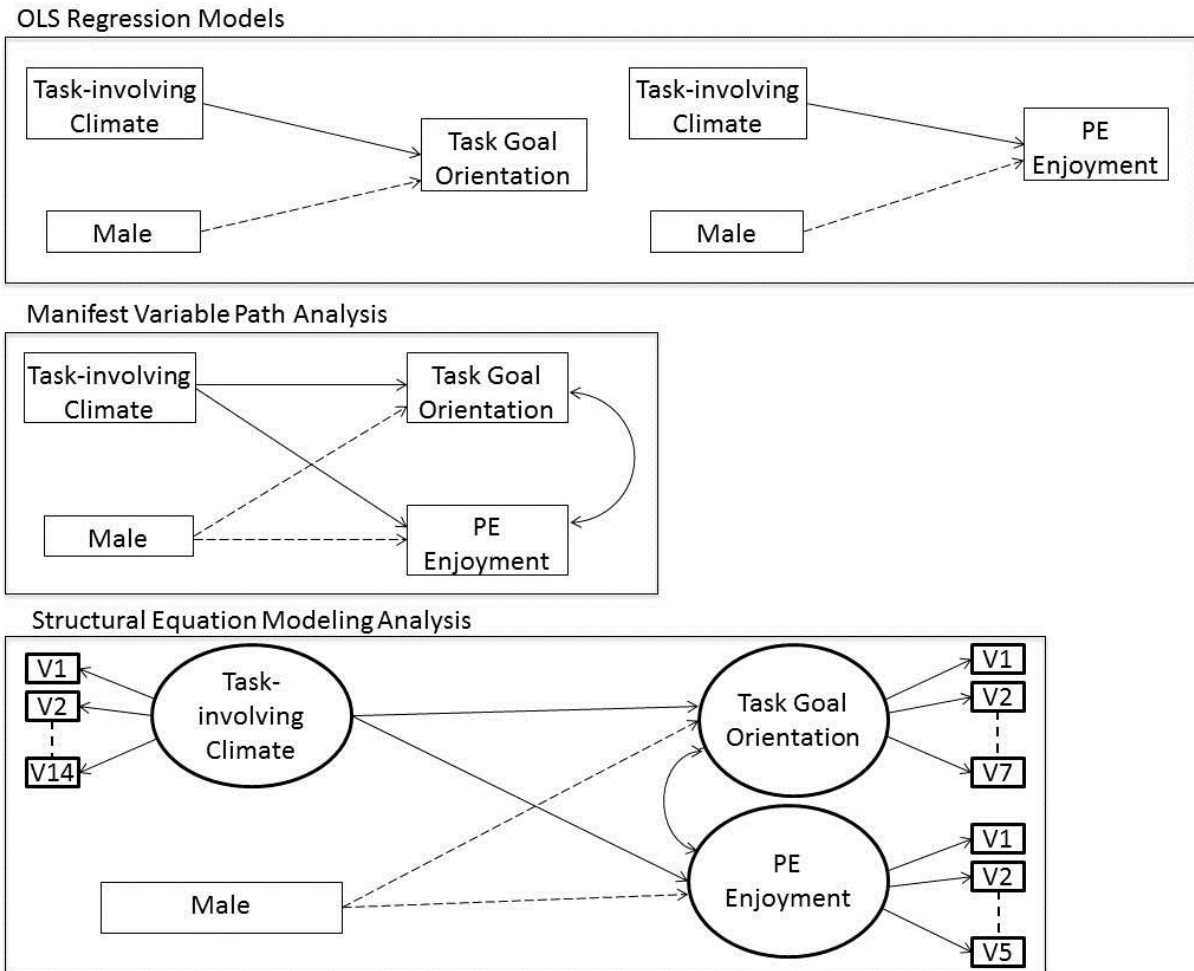 OLS Regression Models
Task-involving
Climate
Task Goal
Orientation
Male
Task-involving
Climate
PE
Enjoyment
Male
Manifest Variable Path Analysis
Task-involving
Climate
Task Goal
Orientation
Male
PE
Enjoyment
Structural Equation Modeling Analysis
V1
V2
V14
Task-
involving
Climate
Task Goal
Orientation
V1
V2
V7
Male
PE
Enjoyment
V1
V2
V5